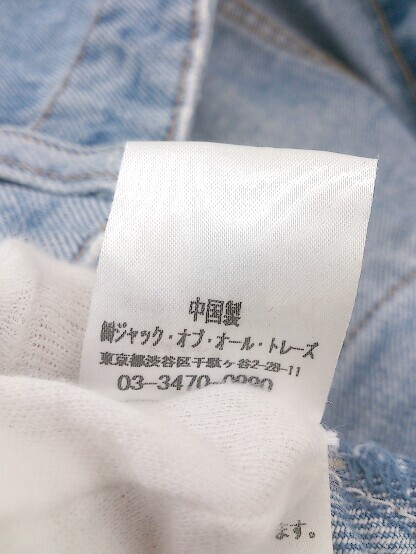 中国製
㈱ジャック・オブ・オール・トレーズ
東京都渋谷区千駄ヶ谷2-28-11
03-3470-
ます。